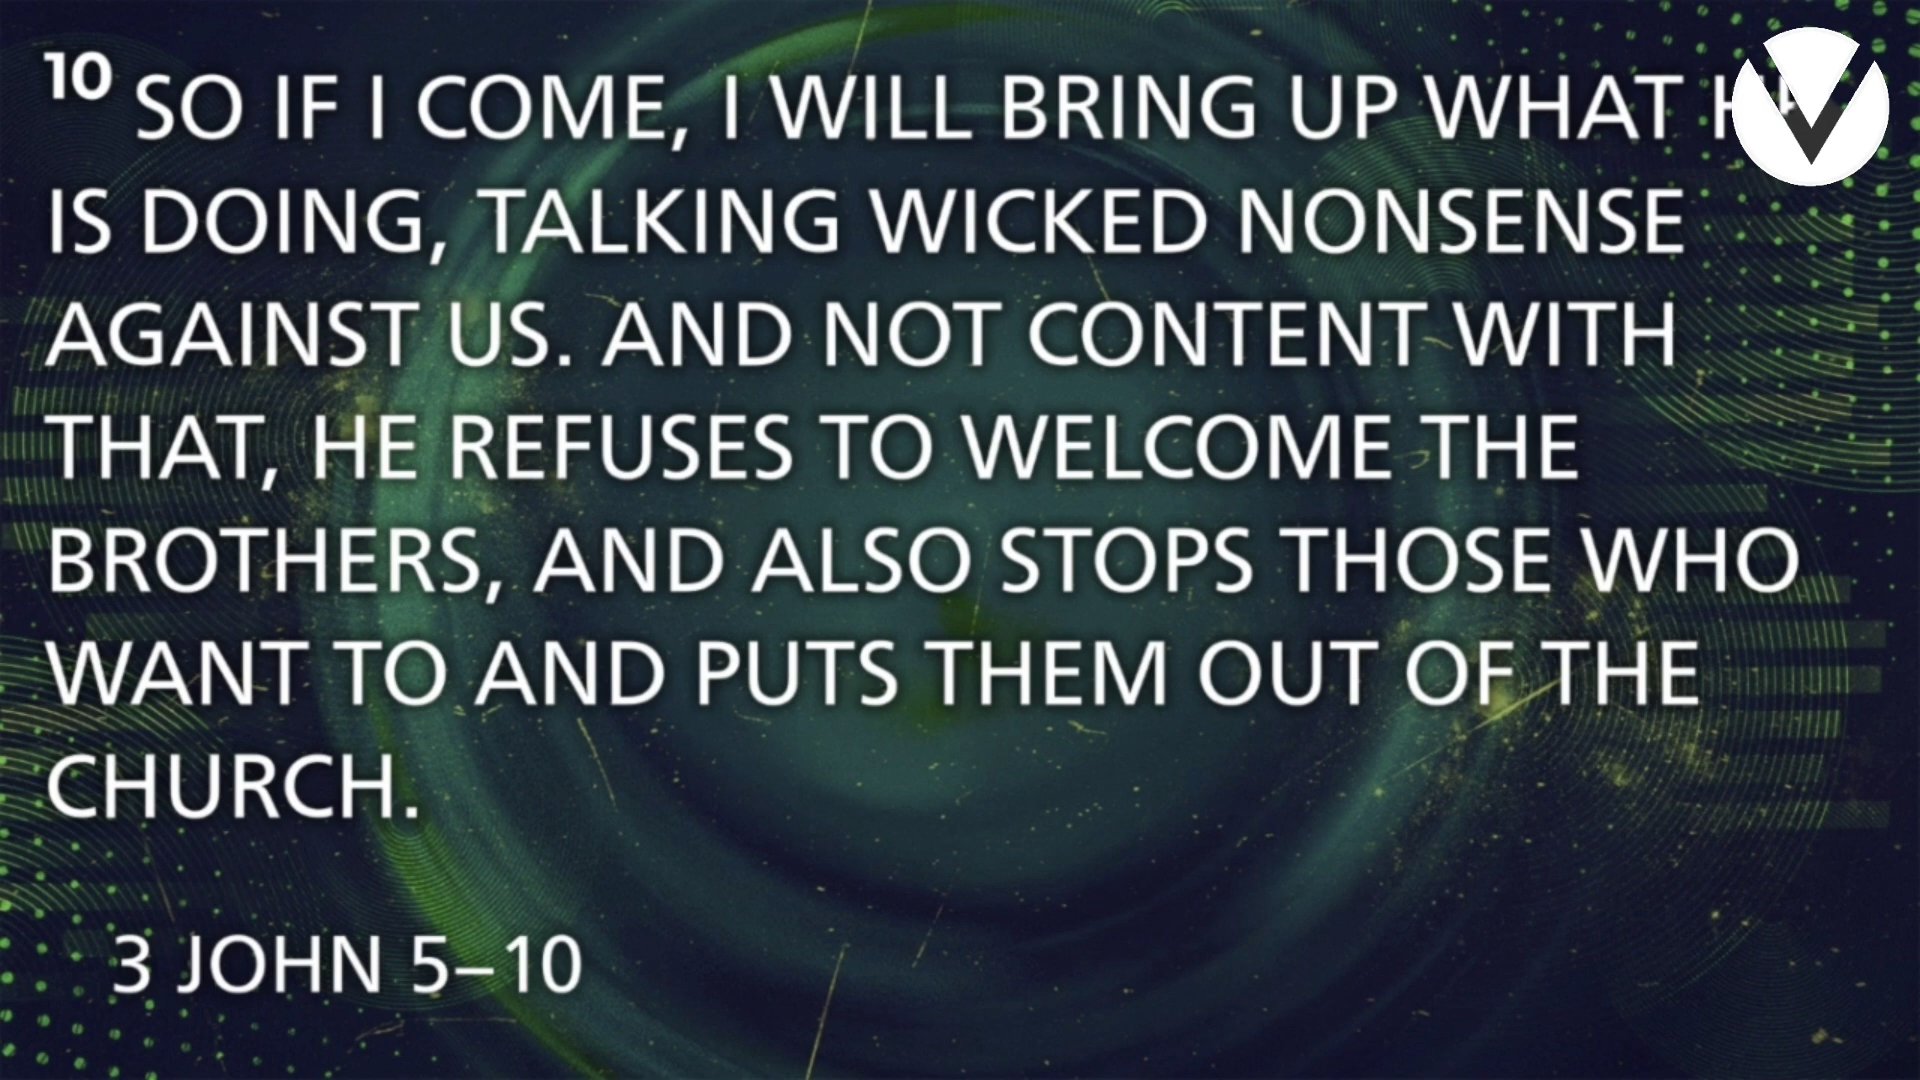 10 SO IF I COME, I WILL BRING UP WHAT HE
IS DOING, TALKING WICKED NONSENSE
AGAINST US. AND NOT CONTENT WITH
THAT, HE REFUSES TO WELCOME THE
BROTHERS, AND ALSO STOPS THOSE WHO
WANT TO AND PUTS THEM OUT OF THE
CHURCH.
3 JOHN 5–10